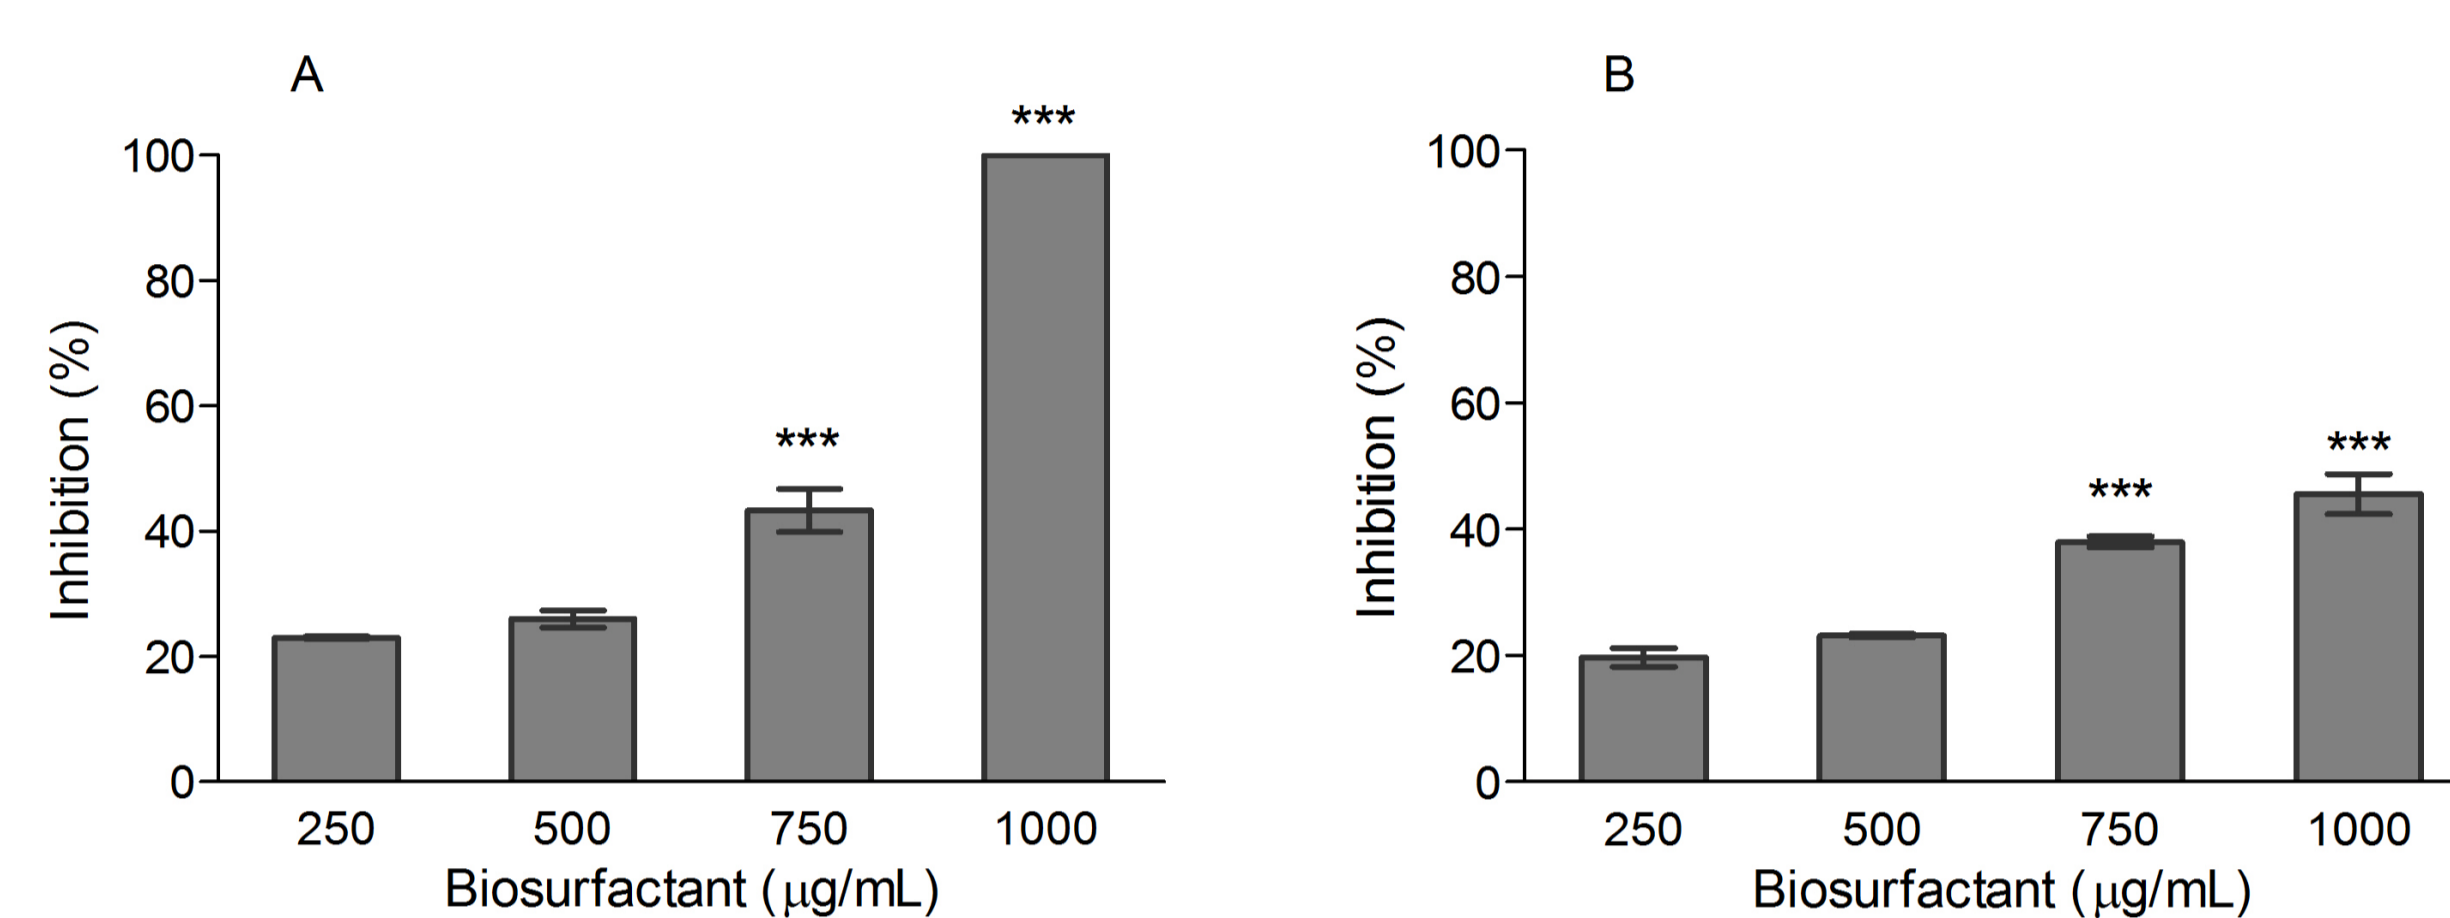 A
***
100
80
60
***
40
20
0
Inhibition (%)
250 500 750 1000
Biosurfactant (μg/mL)
B
100
80
60
***
***
40
20
0
Inhibition (%)
250 500 750 1000
Biosurfactant (μg/mL)